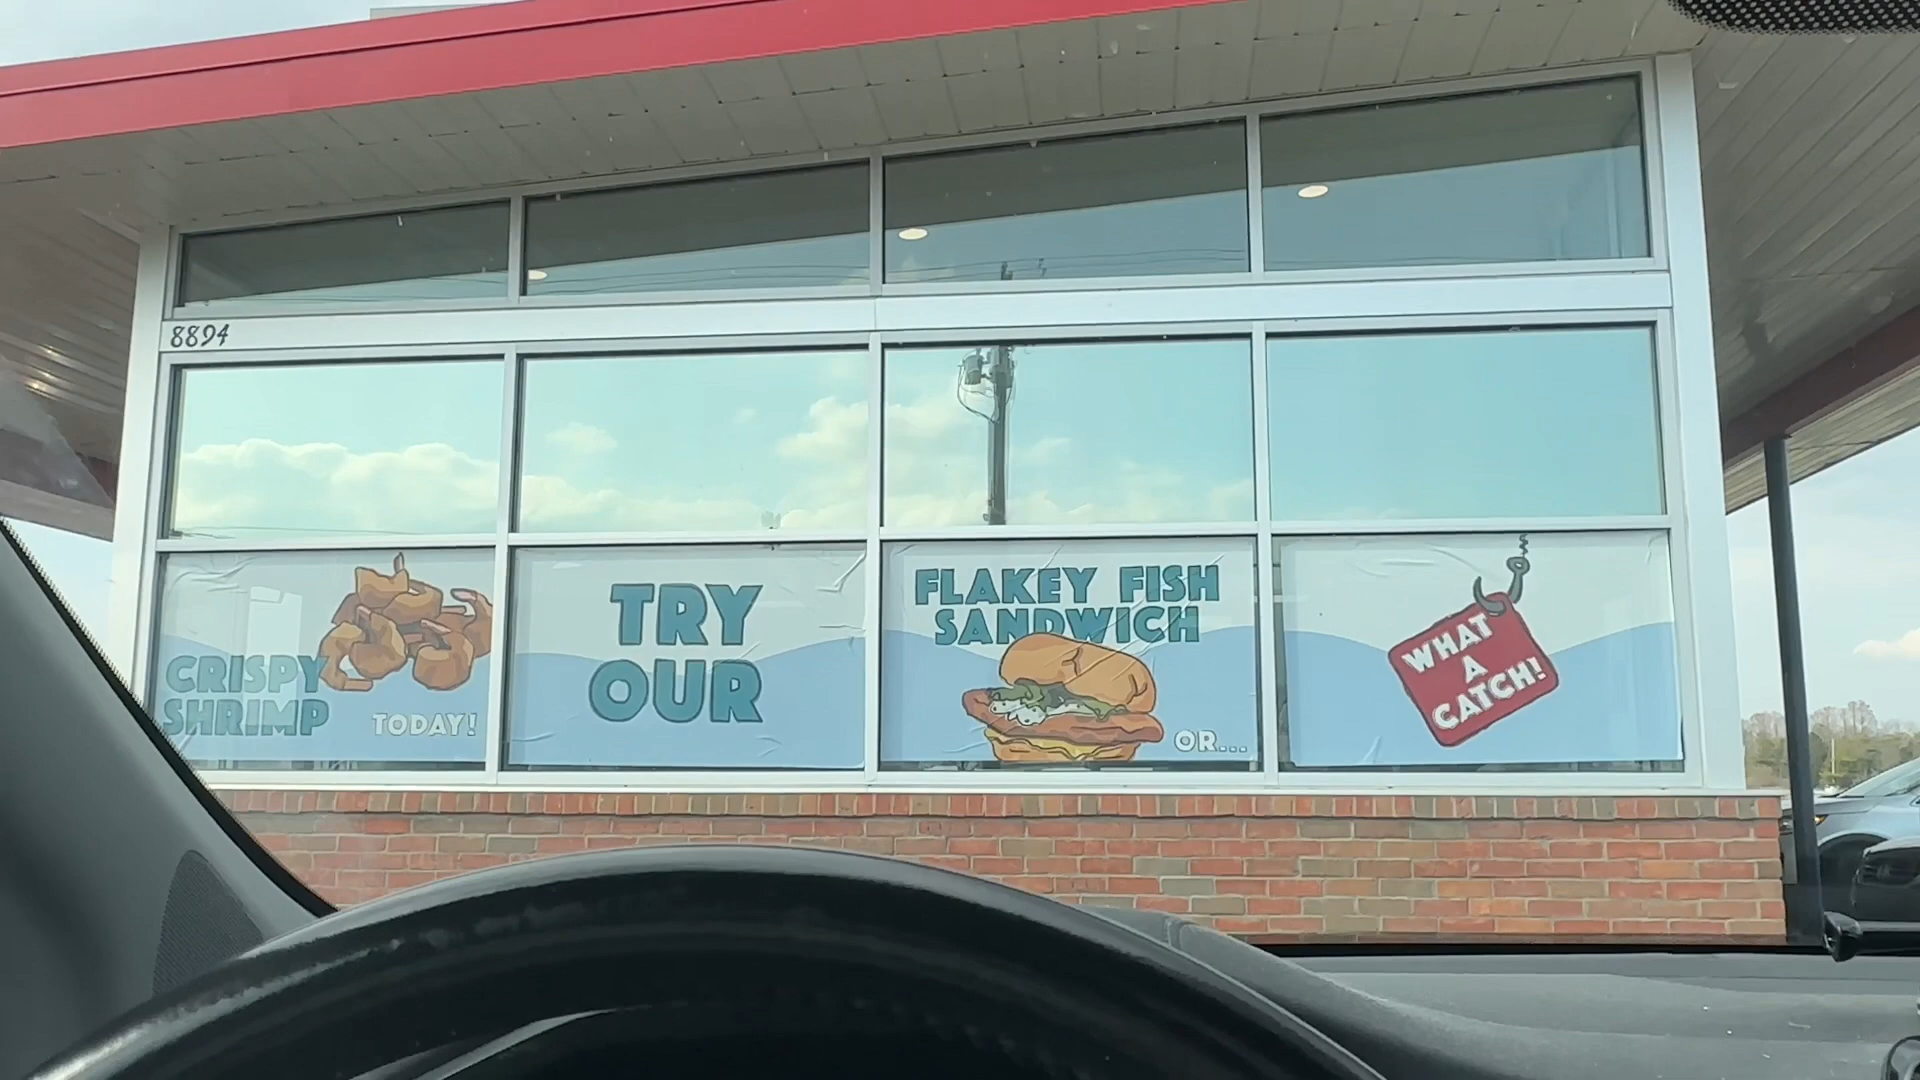 8894
CRISPY
SHRIMP
TODAY!
TRY
OUR
FLAKEY FISH
SANDWICH
OR...
WHAT
A
CATCH!